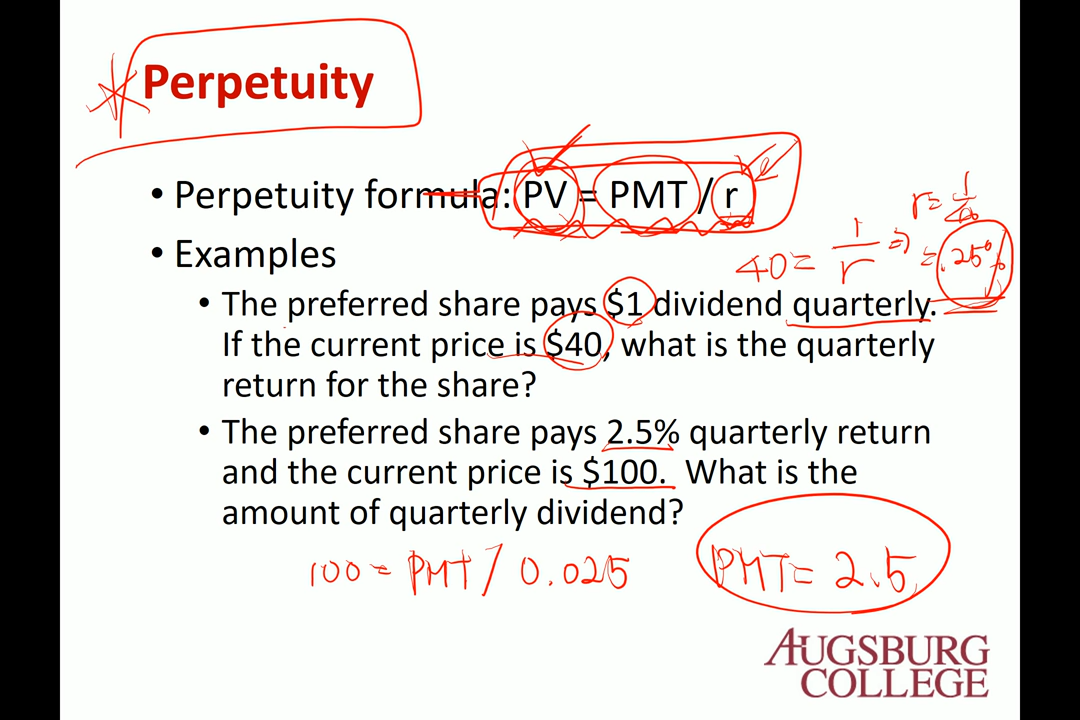 Perpetuity
• Perpetuity formula: PV = PMT / r
r = 1/40
40 = 1/r ⇒ = .25%
• Examples
• The preferred share pays $1 dividend quarterly.
If the current price is $40, what is the quarterly
return for the share?
• The preferred share pays 2.5% quarterly return
and the current price is $100. What is the
amount of quarterly dividend?
100 = PMT / 0.025 PMT = 2.5
AUGSBURG
COLLEGE